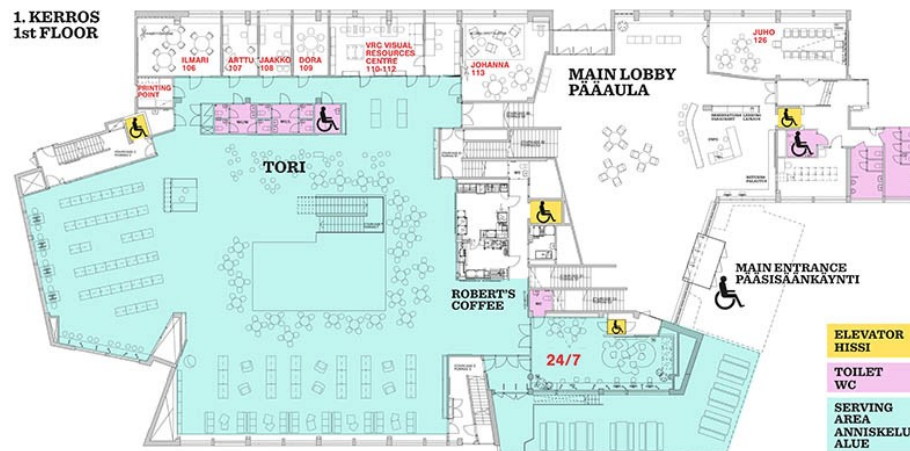 1. KERROS
1st FLOOR
ILMARI
106
ARTTU
107
JAAKKO
108
DORA
109
VRC VISUAL
RESOURCES
CENTRE
110-112
JOHANNA
113
JUHO
126
MAIN LOBBY
PÄÄAULA
PRINTING
POINT
TORI
INFO
ROBERT'S
COFFEE
MAIN ENTRANCE
PÄÄSISÄÄNKÄYNTI
24/7
ELEVATOR
HISSI
TOILET
WC
SERVING
AREA
ANNISKELU
ALUE